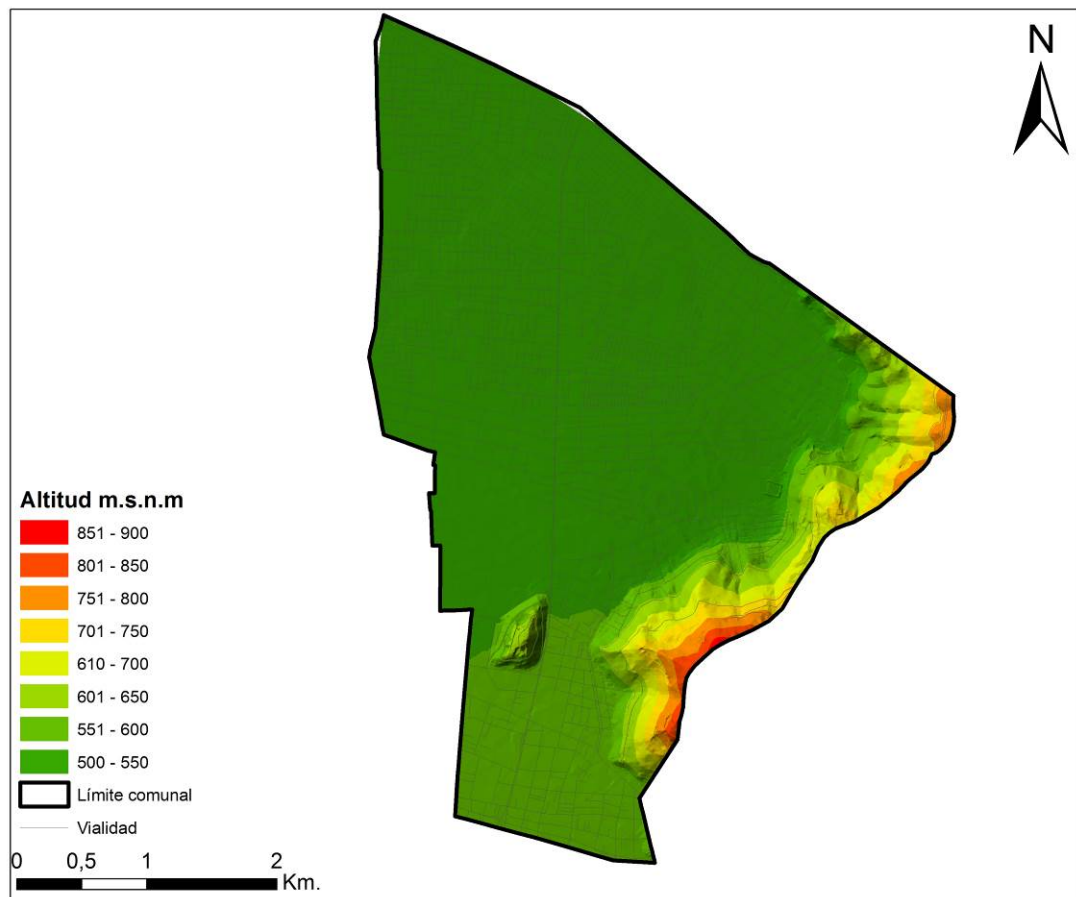 N
Altitud m.s.n.m
851 - 900
801 - 850
751 - 800
701 - 750
610 - 700
601 - 650
551 - 600
500 - 550
Límite comunal
Vialidad
0 0,5 1 2
Km.